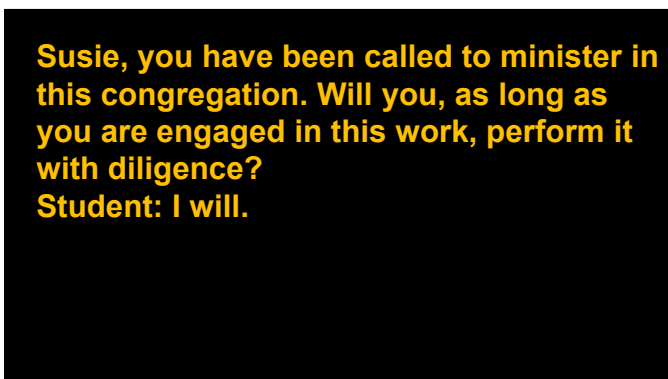 Susie, you have been called to minister in
this congregation. Will you, as long as
you are engaged in this work, perform it
with diligence?
Student: I will.